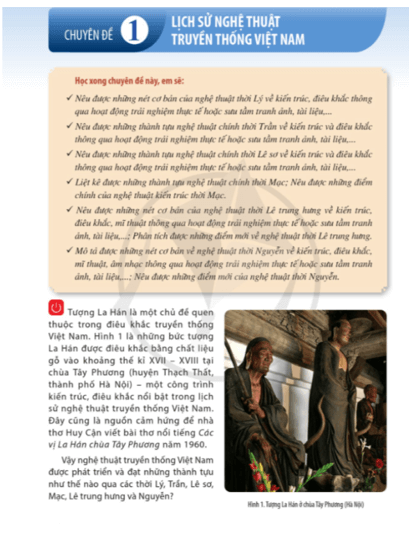 CHUYÊN ĐỀ 1
LỊCH SỬ NGHỆ THUẬT
TRUYỀN THỐNG VIỆT NAM
Học xong chuyên đề này, em sẽ:
✓ Nêu được những nét cơ bản của nghệ thuật thời Lý về kiến trúc, điêu khắc thông
qua hoạt động trải nghiệm thực tế hoặc sưu tầm tranh ảnh, tài liệu,...
✓ Nêu được những thành tựu nghệ thuật chính thời Trần về kiến trúc và điêu khắc
thông qua hoạt động trải nghiệm thực tế hoặc sưu tầm tranh ảnh, tài liệu,...
✓ Nêu được những thành tựu nghệ thuật chính thời Lê sơ về kiến trúc và điêu khắc
thông qua hoạt động trải nghiệm thực tế hoặc sưu tầm tranh ảnh, tài liệu,...
✓ Liệt kê được những thành tựu nghệ thuật chính thời Mạc; Nêu được những điểm
chính của nghệ thuật kiến trúc thời Mạc.
✓ Nêu được những nét cơ bản của nghệ thuật thời Lê trung hưng về kiến trúc,
điêu khắc, mĩ thuật thông qua hoạt động trải nghiệm thực tế hoặc sưu tầm tranh
ảnh, tài liệu,...; Phân tích được những điểm mới về nghệ thuật thời Lê trung hưng.
✓ Mô tả được những nét cơ bản về nghệ thuật thời Nguyễn về kiến trúc, điêu khắc,
mĩ thuật, âm nhạc thông qua hoạt động trải nghiệm thực tế hoặc sưu tầm tranh
ảnh, tài liệu,...; Nêu được những điểm mới của nghệ thuật thời Nguyễn.
Tượng La Hán là một chủ đề quen
thuộc trong điêu khắc truyền thống
Việt Nam. Hình 1 là những bức tượng
La Hán được điêu khắc bằng chất liệu
gỗ vào khoảng thế kỉ XVII – XVIII tại
chùa Tây Phương (huyện Thạch Thất,
thành phố Hà Nội) – một công trình
kiến trúc, điêu khắc nổi bật trong lịch
sử nghệ thuật truyền thống Việt Nam.
Đây cũng là nguồn cảm hứng để nhà
thơ Huy Cận viết bài thơ nổi tiếng Các
vị La Hán chùa Tây Phương năm 1960.
Vậy nghệ thuật truyền thống Việt Nam
được phát triển và đạt những thành tựu
như thế nào qua các thời Lý, Trần, Lê sơ,
Mạc, Lê trung hưng và Nguyễn?
Hình 1. Tượng La Hán ở chùa Tây Phương (Hà Nội)